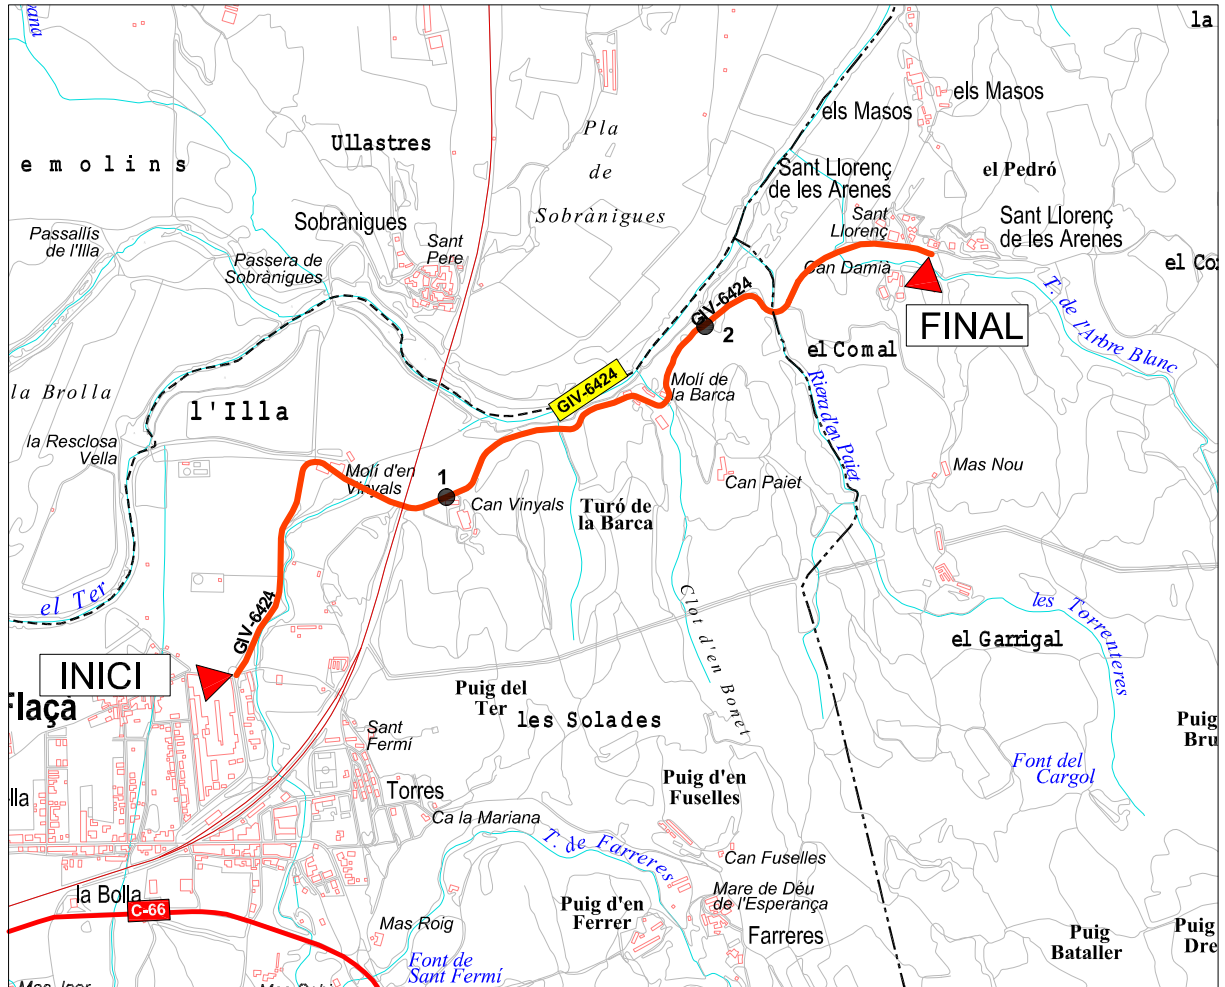 la
els Masos
els Masos
Pla
de
Sobrànigues
Ullastres
emolins
Sant Llorenç
de les Arenes
el Pedró
Sobrànigues
Sant
Llorenç
Sant Llorenç
de les Arenes
Passallis
de l'Illa
Sant
Pere
Passera de
Sobrànigues
Can Damià
el Co
T. de l'Arbre Blanc
GIV-6424
2
FINAL
el Comal
GIV-6424
Molí de
la Barca
la Brolla
l'Illa
Riera d'en Paiet
la Resclosa
Vella
Molí d'en
Vinyals
1
Can Vinyals
Can Paiet
Mas Nou
Turó de
la Barca
el Ter
GIV-6424
Clot d'en Bonet
les Torrenteres
el Garrigal
INICI
Flaçà
Puig del
Ter
les Solades
Sant
Fermí
Puig
Bru
Font del
Cargol
Puig d'en
Fuselles
lla
Torres
Ca la Mariana
T. de Farreres
Can Fuselles
la Bolla
C-66
Mas Roig
Puig d'en
Ferrer
Mare de Déu
de l'Esperança
Farreres
Puig
Bataller
Puig
Dre
Font de
Sant Fermí